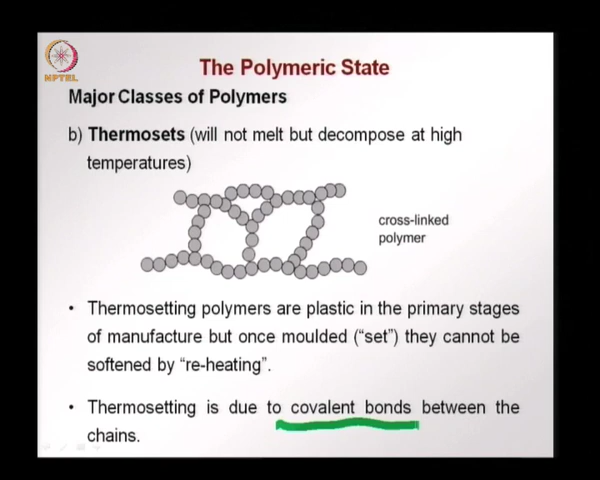 NPTEL
The Polymeric State
Major Classes of Polymers
b) Thermosets (will not melt but decompose at high
temperatures)
cross-linked
polymer
• Thermosetting polymers are plastic in the primary stages
of manufacture but once moulded (“set”) they cannot be
softened by “re-heating”.
• Thermosetting is due to covalent bonds between the
chains.